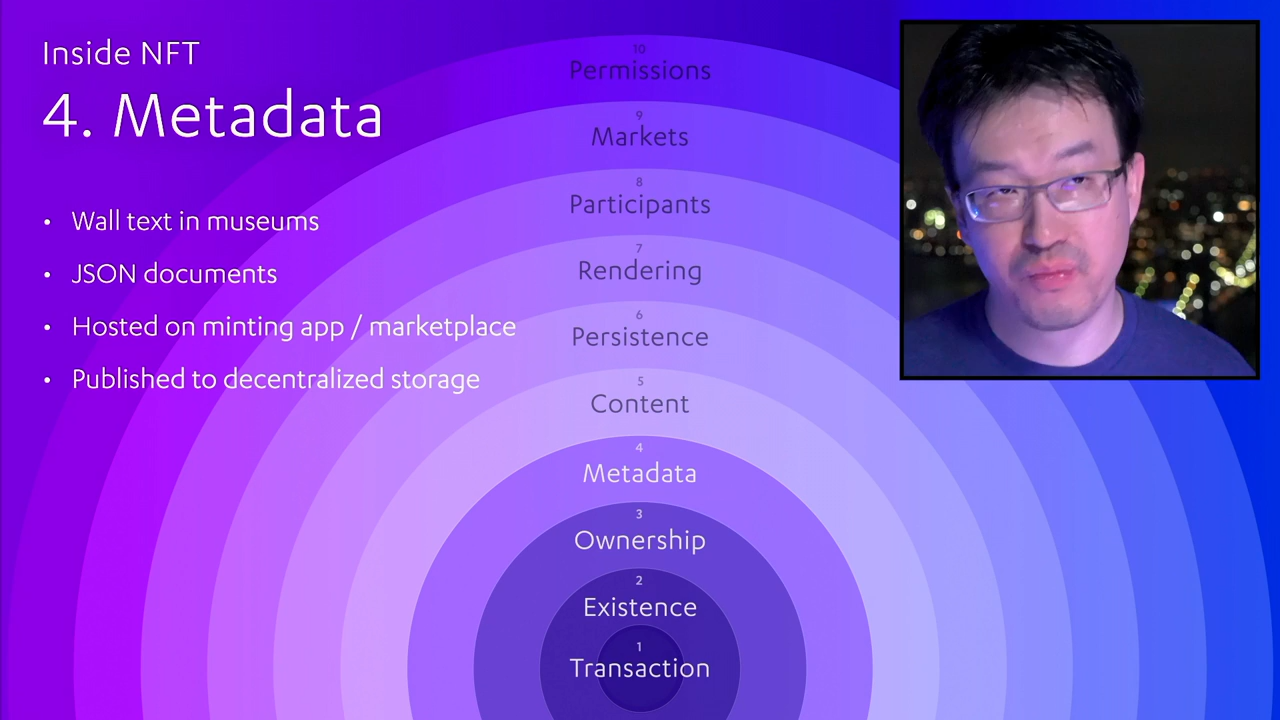 Inside NFT
4. Metadata
• Wall text in museums
• JSON documents
• Hosted on minting app / marketplace
• Published to decentralized storage
10
Permissions
9
Markets
8
Participants
7
Rendering
6
Persistence
5
Content
4
Metadata
3
Ownership
2
Existence
1
Transaction